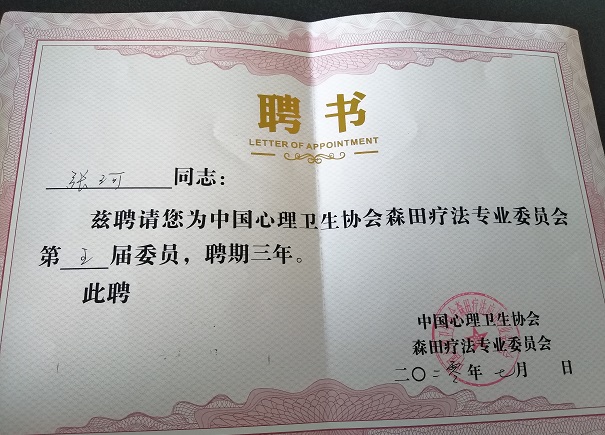 聘书
LETTER OF APPOINTMENT
张珂 同志：
兹聘请您为中国心理卫生协会森田疗法专业委员会
第 五 届委员，聘期三年。
此聘
中国心理卫生协会
森田疗法专业委员会
二〇二零年七月 日